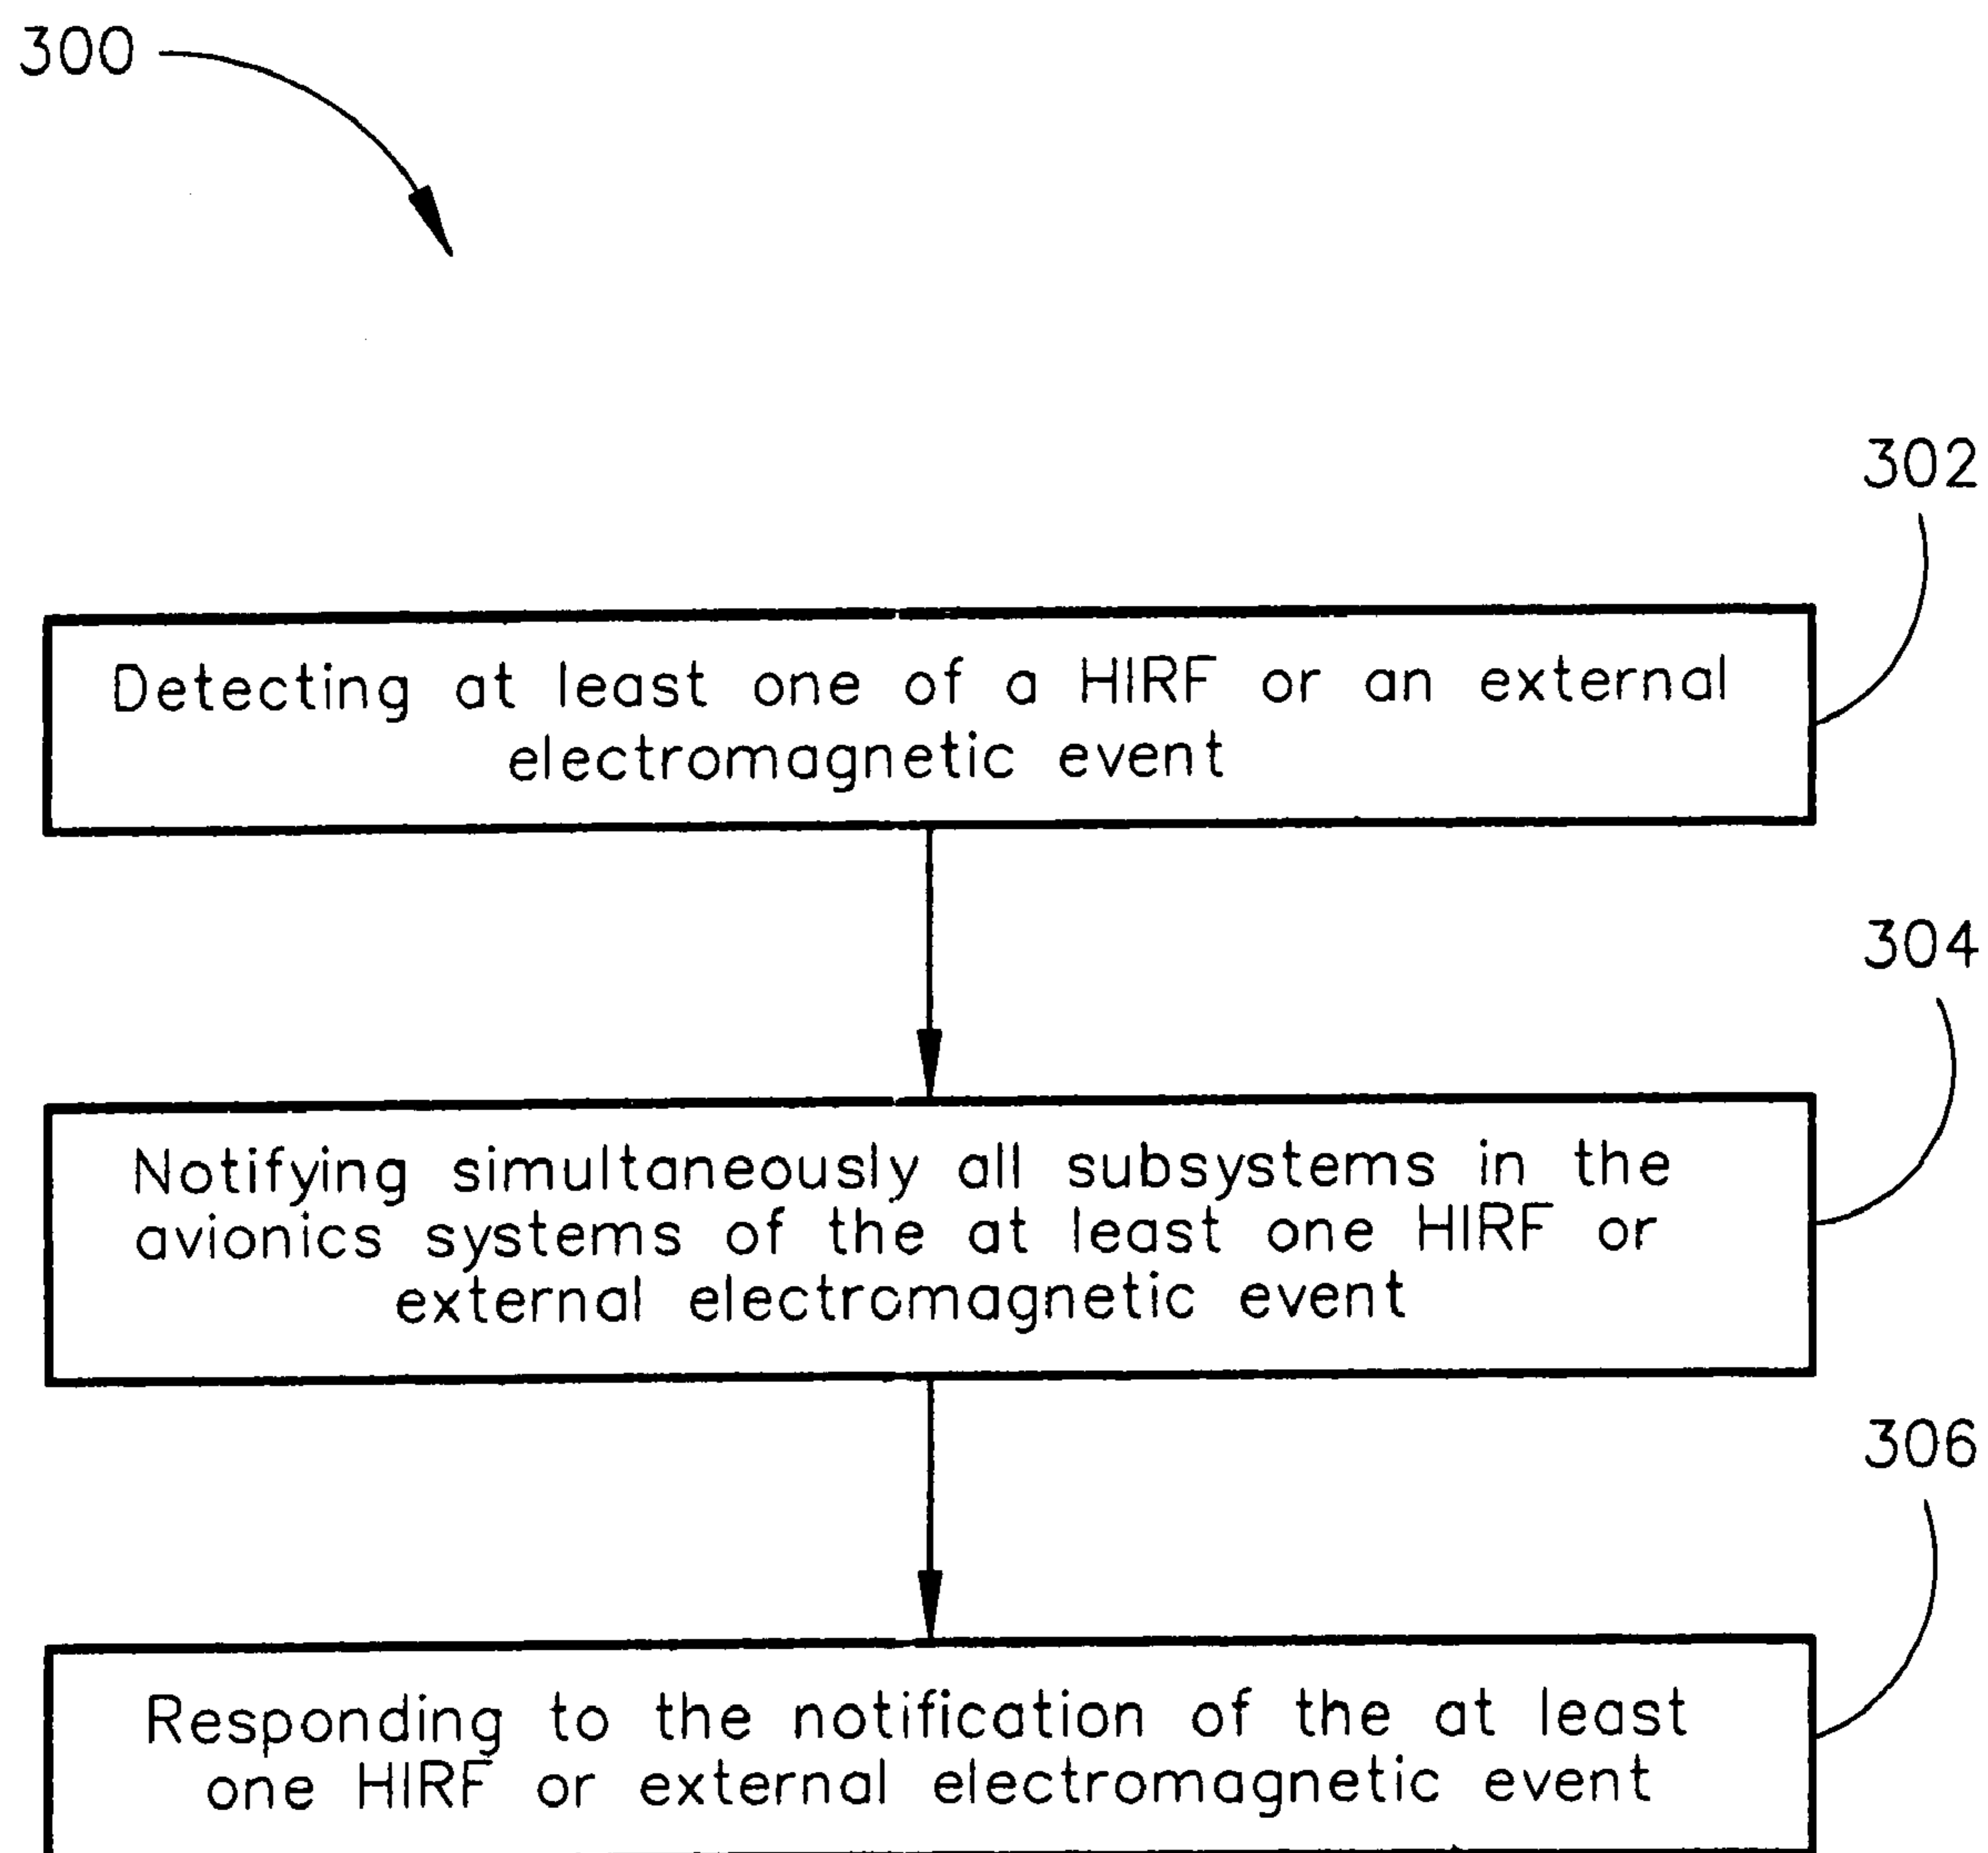 300
302
Detecting at least one of a HIRF or an external
electromagnetic event
304
Notifying simultaneously all subsystems in the
avionics systems of the at least one HIRF or
external electromagnetic event
306
Responding to the notification of the at least
one HIRF or external electromagnetic event